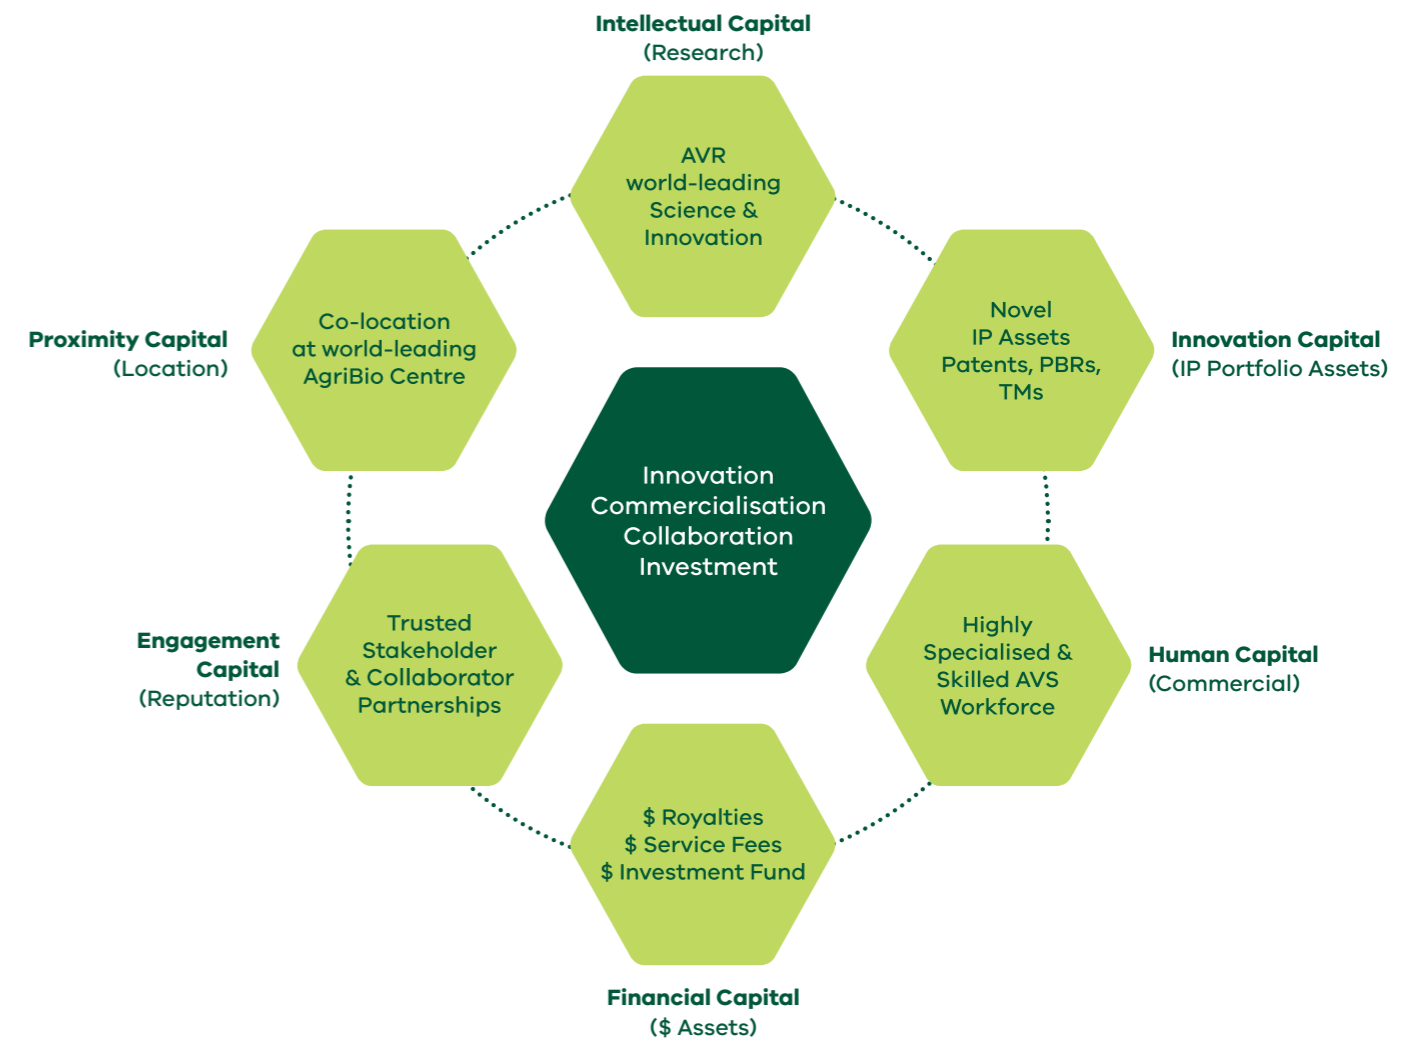 Intellectual Capital
(Research)
AVR
world-leading
Science &
Innovation
Novel
IP Assets
Patents, PBRs,
TMs
Innovation Capital
(IP Portfolio Assets)
Highly
Specialised &
Skilled AVS
Workforce
Human Capital
(Commercial)
$ Royalties
$ Service Fees
$ Investment Fund
Financial Capital
($ Assets)
Trusted
Stakeholder
& Collaborator
Partnerships
Engagement
Capital
(Reputation)
Co-location
at world-leading
AgriBio Centre
Proximity Capital
(Location)
Innovation
Commercialisation
Collaboration
Investment